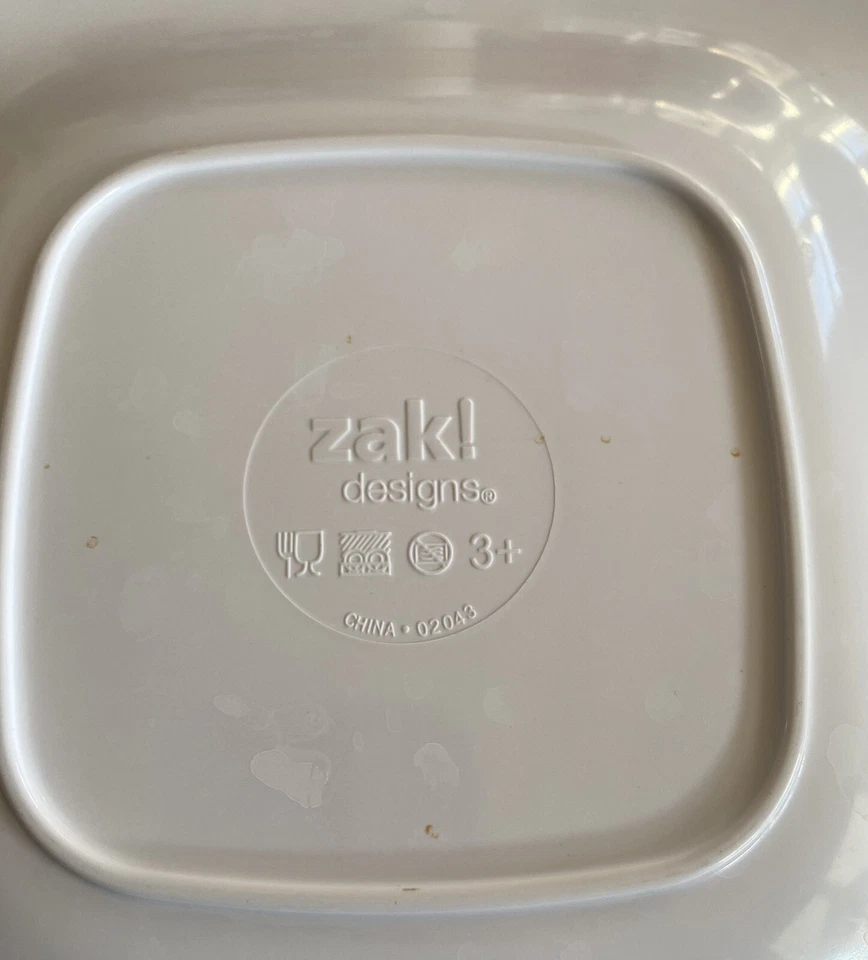 zak!
designs®
3+
CHINA • 02043